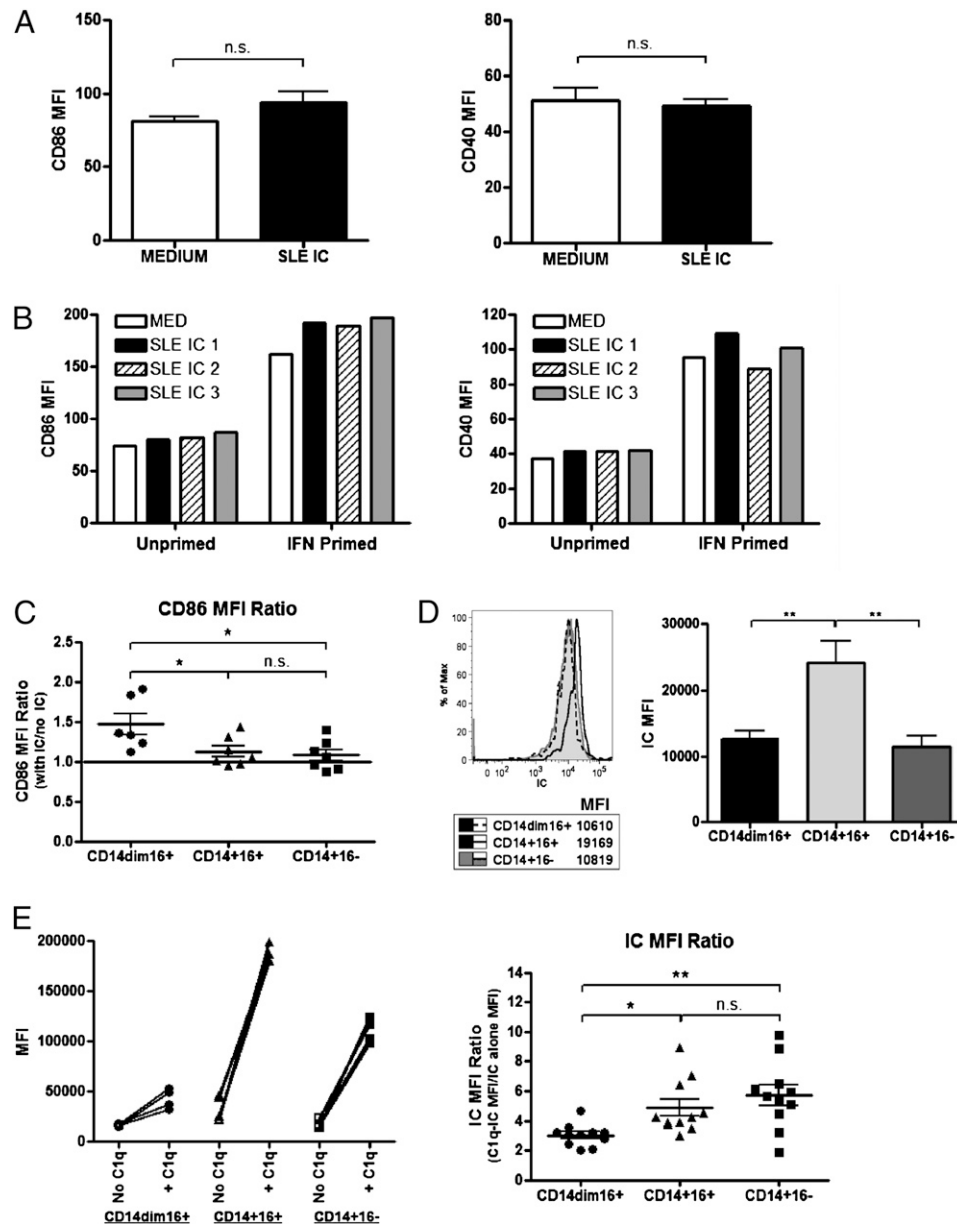 A
CD86 MFI
150
100
50
0
n.s.
MEDIUM
SLE IC
CD40 MFI
80
60
40
20
0
n.s.
MEDIUM
SLE IC
B
CD86 MFI
200
150
100
50
0
MED
SLE IC 1
SLE IC 2
SLE IC 3
Unprimed
IFN Primed
CD40 MFI
120
100
80
60
40
20
0
MED
SLE IC 1
SLE IC 2
SLE IC 3
Unprimed
IFN Primed
C
CD86 MFI Ratio
CD86 MFI Ratio
(with IC/no IC)
2.5
2.0
1.5
1.0
0.5
0.0
*
*
n.s.
CD14dim16+
CD14+16+
CD14+16-
D
% of Max
100
80
60
40
20
0
0 10² 10³ 10⁴ 10⁵
IC
MFI
CD14dim16+ 10610
CD14+16+ 19169
CD14+16- 10819
IC MFI
30000
20000
10000
0
**
**
CD14dim16+
CD14+16+
CD14+16-
E
MFI
200000
150000
100000
50000
0
No C1q
+ C1q
No C1q
+ C1q
No C1q
+ C1q
CD14dim16+
CD14+16+
CD14+16-
IC MFI Ratio
IC MFI Ratio
(C1q-IC MFI/IC alone MFI)
14
12
10
8
6
4
2
0
**
*
n.s.
CD14dim16+
CD14+16+
CD14+16-